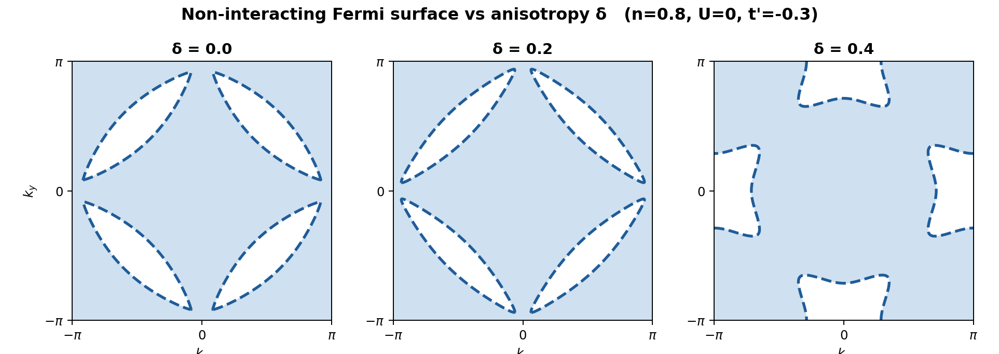 Non-interacting Fermi surface vs anisotropy δ (n=0.8, U=0, t'=-0.3)
δ = 0.0
δ = 0.2
δ = 0.4
π
0
−π
k_y
−π
0
π
k
π
0
−π
−π
0
π
k
π
0
−π
−π
0
π
k